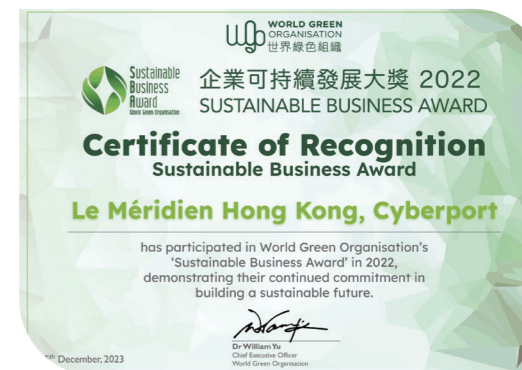 WORLD GREEN
ORGANISATION
世界綠色組織
Sustainable
Business
Award
World Green Organisation
企業可持續發展大獎 2022
SUSTAINABLE BUSINESS AWARD
Certificate of Recognition
Sustainable Business Award
Le Méridien Hong Kong, Cyberport
has participated in World Green Organisation's
'Sustainable Business Award' in 2022,
demonstrating their continued commitment in
building a sustainable future.
Dr William Yu
Chief Executive Officer
World Green Organisation
December, 2023